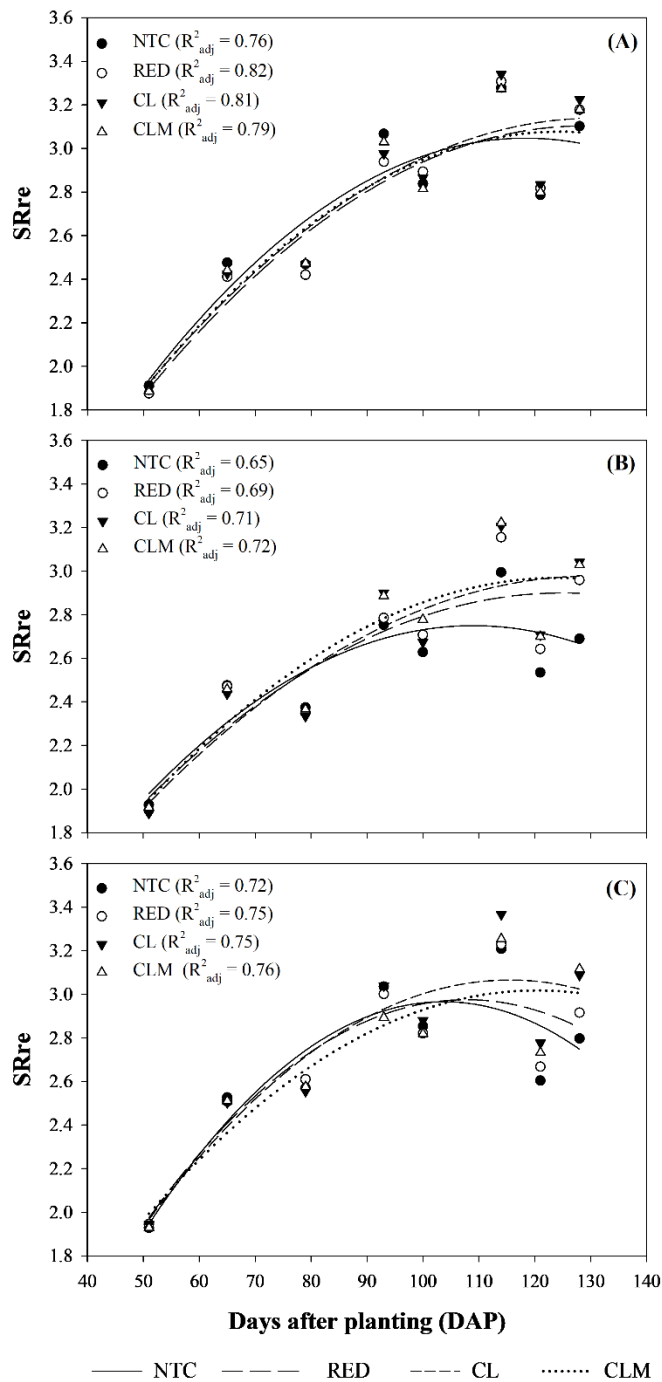 3.6
3.4
3.2
3.0
2.8
2.6
2.4
2.2
2.0
1.8
SRre
NTC (R²adj = 0.76)
RED (R²adj = 0.82)
CL (R²adj = 0.81)
CLM (R²adj = 0.79)
(A)
3.6
3.4
3.2
3.0
2.8
2.6
2.4
2.2
2.0
1.8
SRre
NTC (R²adj = 0.65)
RED (R²adj = 0.69)
CL (R²adj = 0.71)
CLM (R²adj = 0.72)
(B)
3.6
3.4
3.2
3.0
2.8
2.6
2.4
2.2
2.0
1.8
SRre
NTC (R²adj = 0.72)
RED (R²adj = 0.75)
CL (R²adj = 0.75)
CLM (R²adj = 0.76)
(C)
40 50 60 70 80 90 100 110 120 130 140
Days after planting (DAP)
NTC RED CL CLM